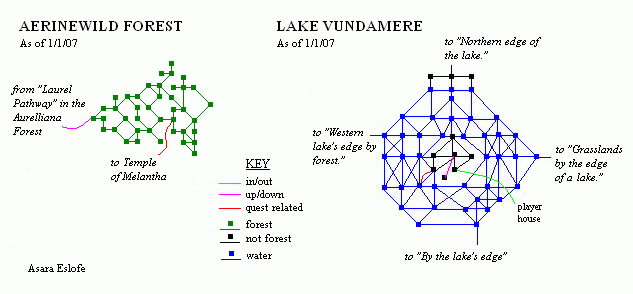 AERINEWILD FOREST
As of 1/1/07
from "Laurel
Pathway" in the
Aurelliana
Forest
to Temple
of Melantha
LAKE VUNDAMERE
As of 1/1/07
to "Northern edge of
the lake."
to "Western
lake's edge by
forest."
to "Grasslands
by the edge
of a lake."
player
house
to "By the lake's edge"
KEY
in/out
up/down
quest related
forest
not forest
water
Asara Eslofe